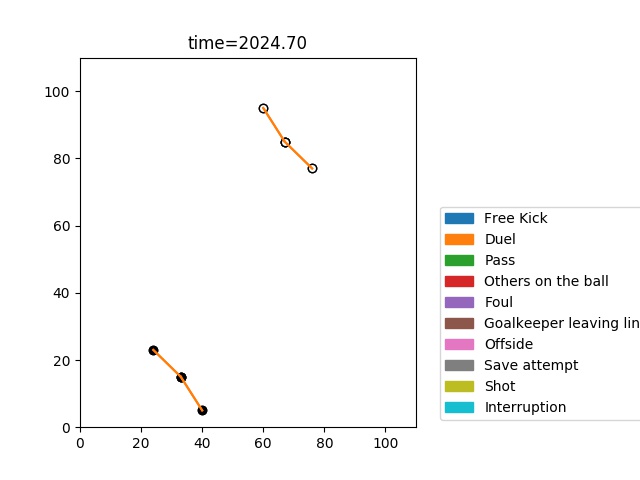 time=2024.70
100
80
60
40
20
0
0 20 40 60 80 100
Free Kick
Duel
Pass
Others on the ball
Foul
Goalkeeper leaving lin
Offside
Save attempt
Shot
Interruption